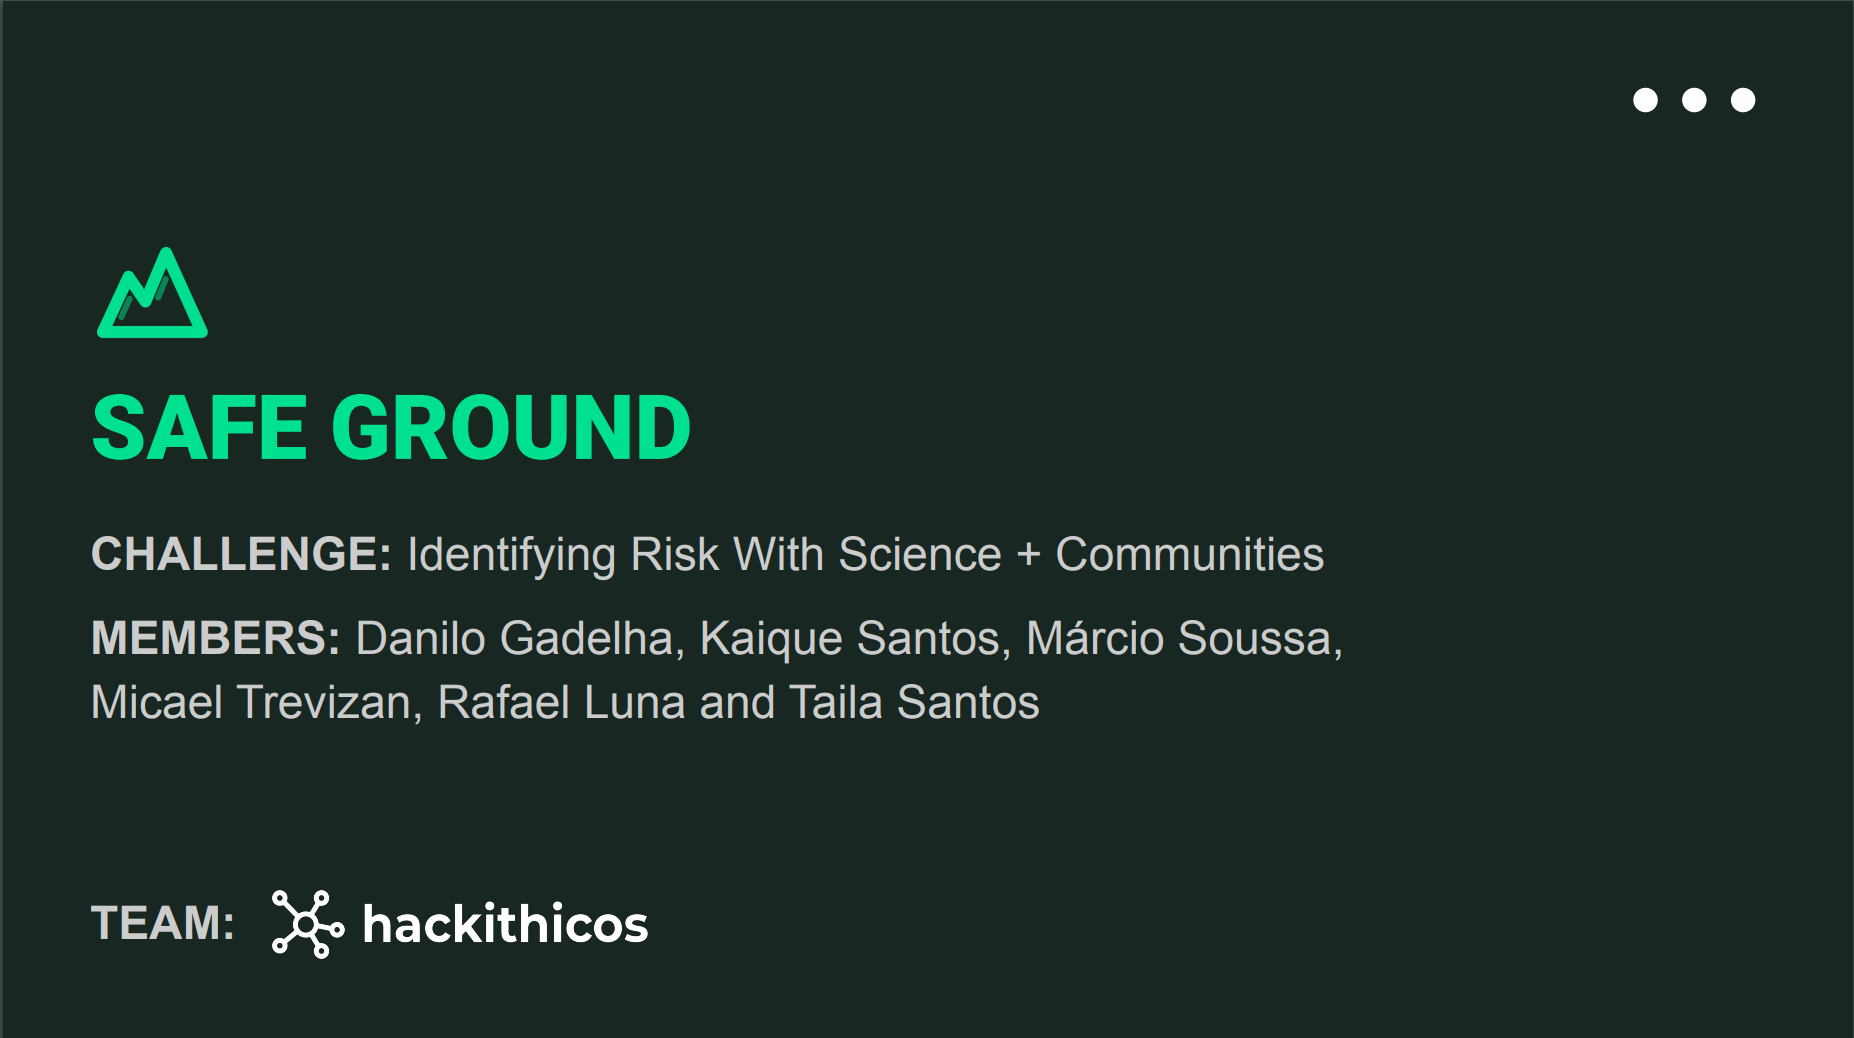 SAFE GROUND
CHALLENGE: Identifying Risk With Science + Communities
MEMBERS: Danilo Gadelha, Kaique Santos, Márcio Soussa,
Micael Trevizan, Rafael Luna and Taila Santos
TEAM: hackithicos